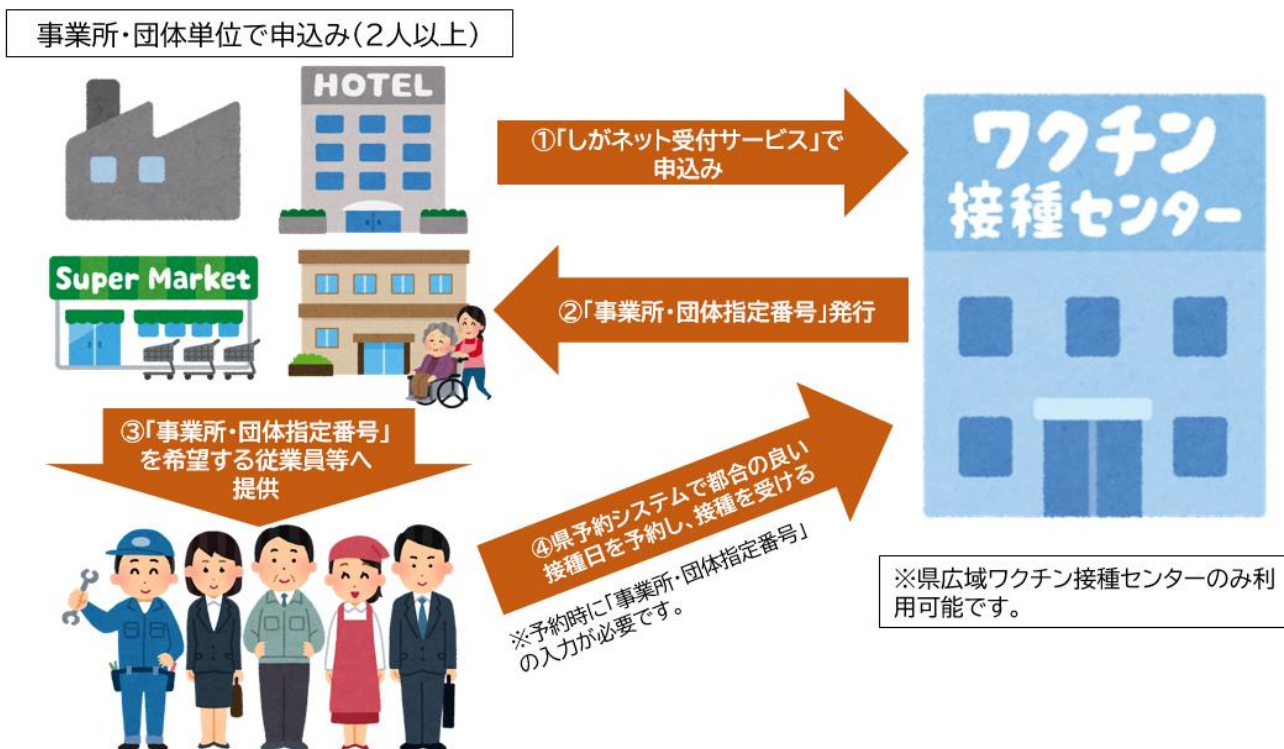 事業所・団体単位で申込み(2人以上)
HOTEL
Super Market
①「しがネット受付サービス」で
申込み
ワクチン
接種センター
②「事業所・団体指定番号」発行
③「事業所・団体指定番号」
を希望する従業員等へ
提供
④県予約システムで都合の良い
接種日を予約し、接種を受ける
※予約時に「事業所・団体指定番号」
の入力が必要です。
※県広域ワクチン接種センターのみ利
用可能です。